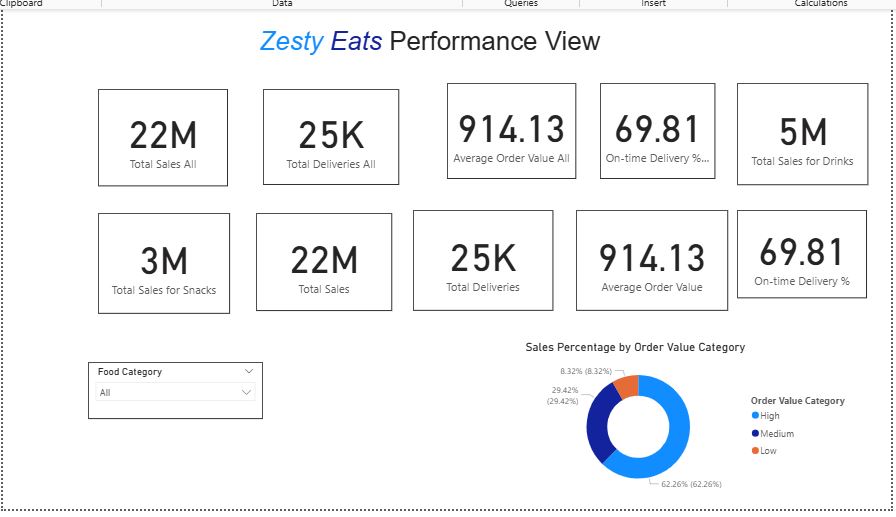 Clipboard
Data
Queries
Insert
Calculations
Zesty Eats Performance View
22M
Total Sales All
25K
Total Deliveries All
914.13
Average Order Value All
69.81
On-time Delivery %...
5M
Total Sales for Drinks
3M
Total Sales for Snacks
22M
Total Sales
25K
Total Deliveries
914.13
Average Order Value
69.81
On-time Delivery %
Food Category
All
Sales Percentage by Order Value Category
8.32% (8.32%)
29.42%
(29.42%)
62.26% (62.26%)
Order Value Category
High
Medium
Low